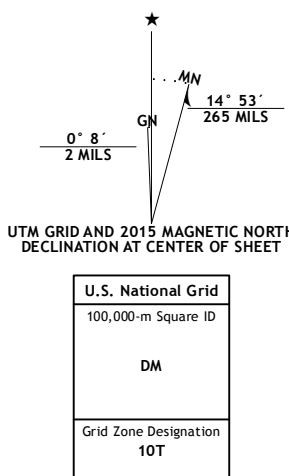 MN
GN
14° 53´
265 MILS
0° 8´
2 MILS
UTM GRID AND 2015 MAGNETIC NORTH
DECLINATION AT CENTER OF SHEET
U.S. National Grid
100,000-m Square ID
DM
Grid Zone Designation
10T